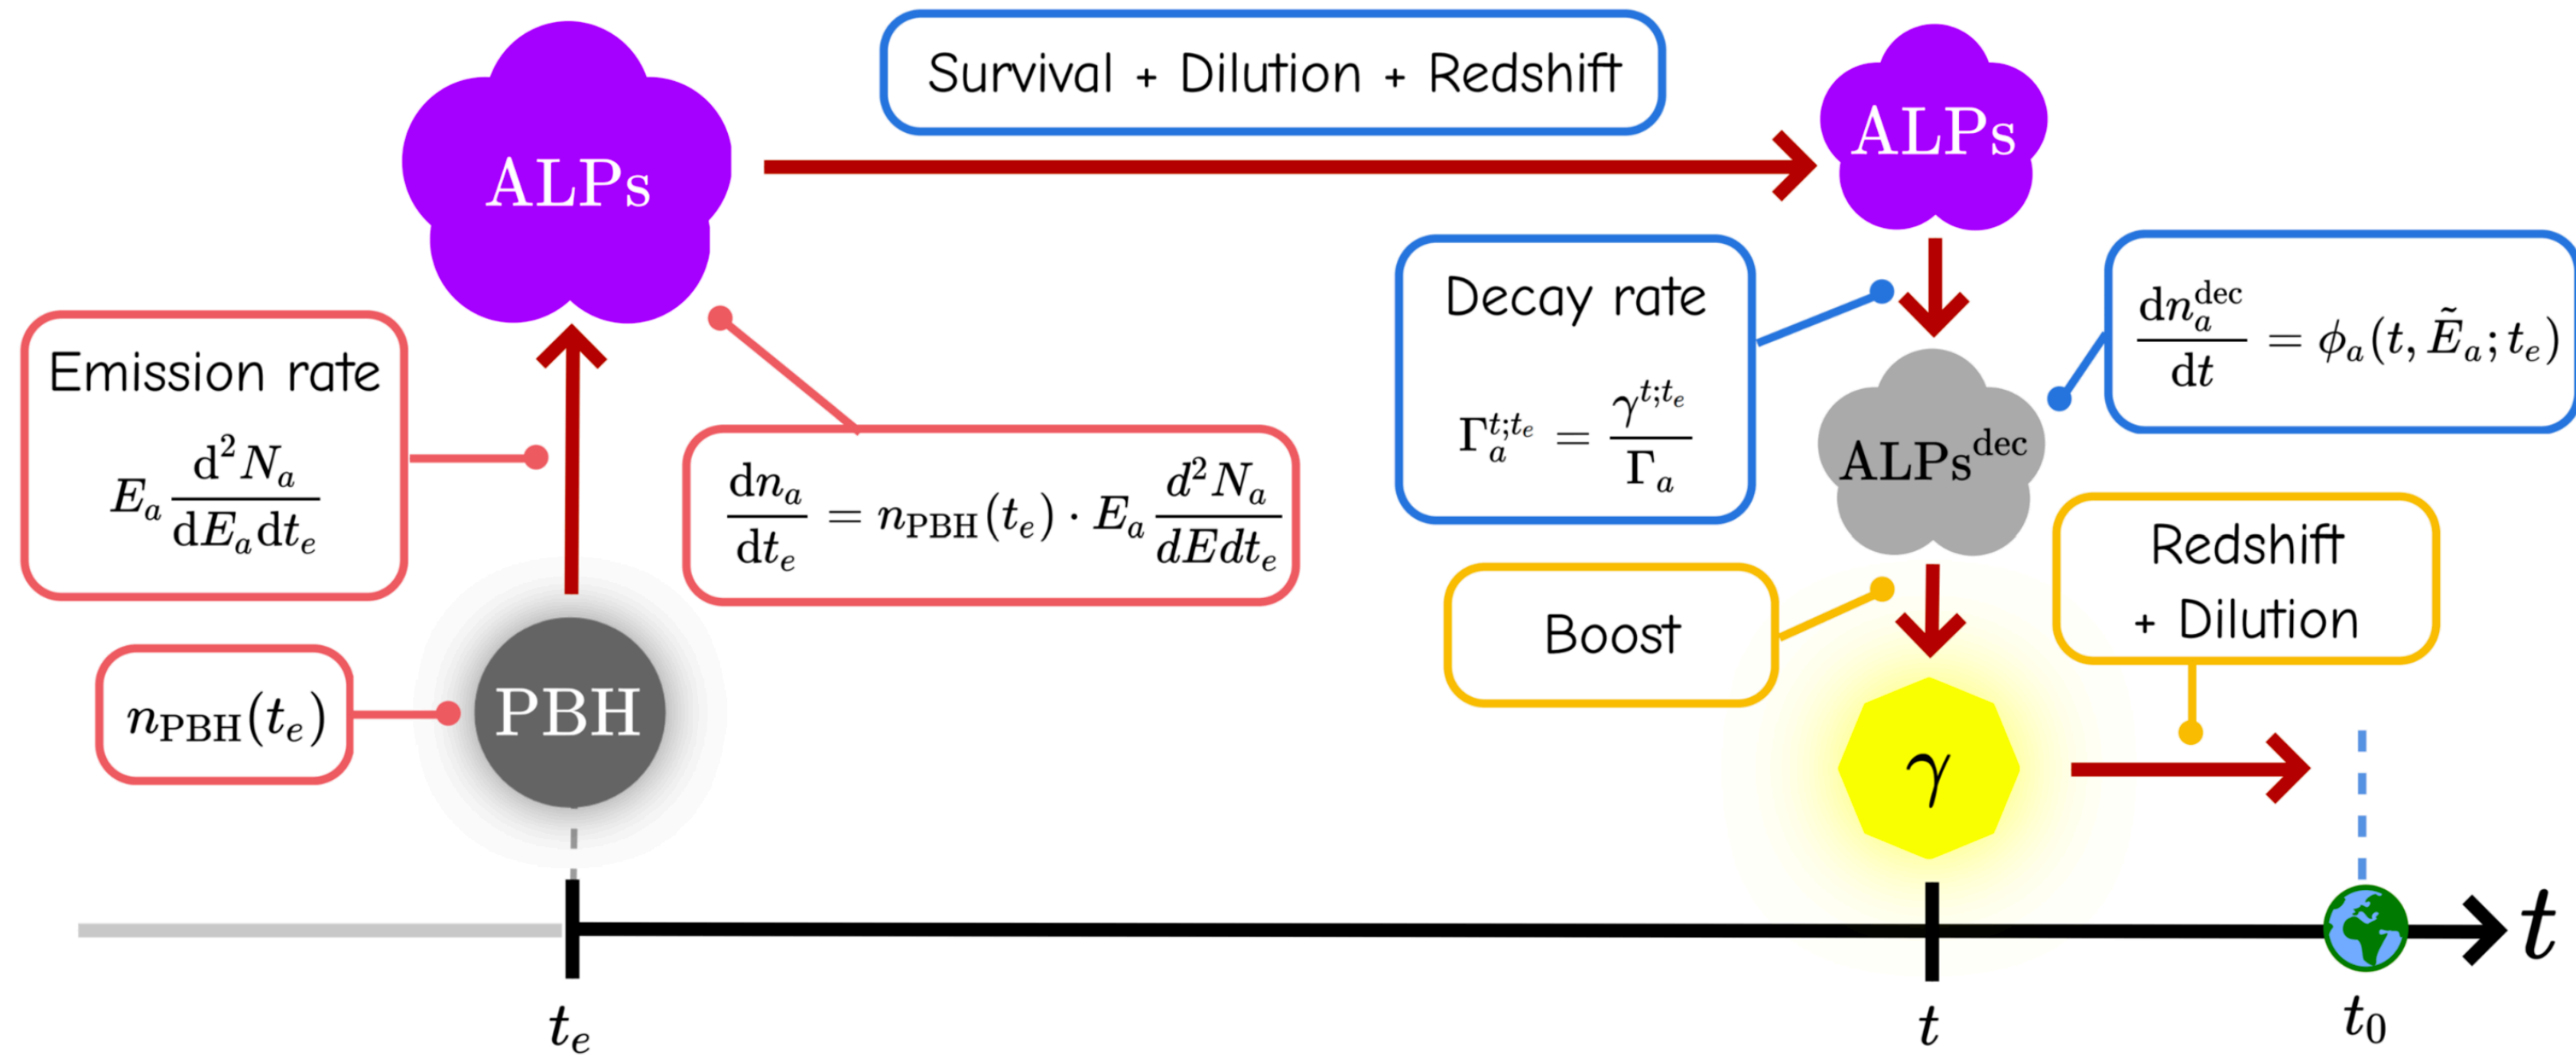 Survival + Dilution + Redshift
ALPs
ALPs
Emission rate
E_a d²N_a / dE_a dt_e
dn_a / dt_e = n_PBH(t_e) · E_a d²N_a / dEdt_e
n_PBH(t_e)
PBH
Decay rate
Γ_a^{t;t_e} = γ^{t;t_e} / Γ_a
dn_a^dec / dt = ϕ_a(t, Ẽ_a; t_e)
ALPs^dec
Boost
Redshift
+ Dilution
γ
t
t_e
t
t_0